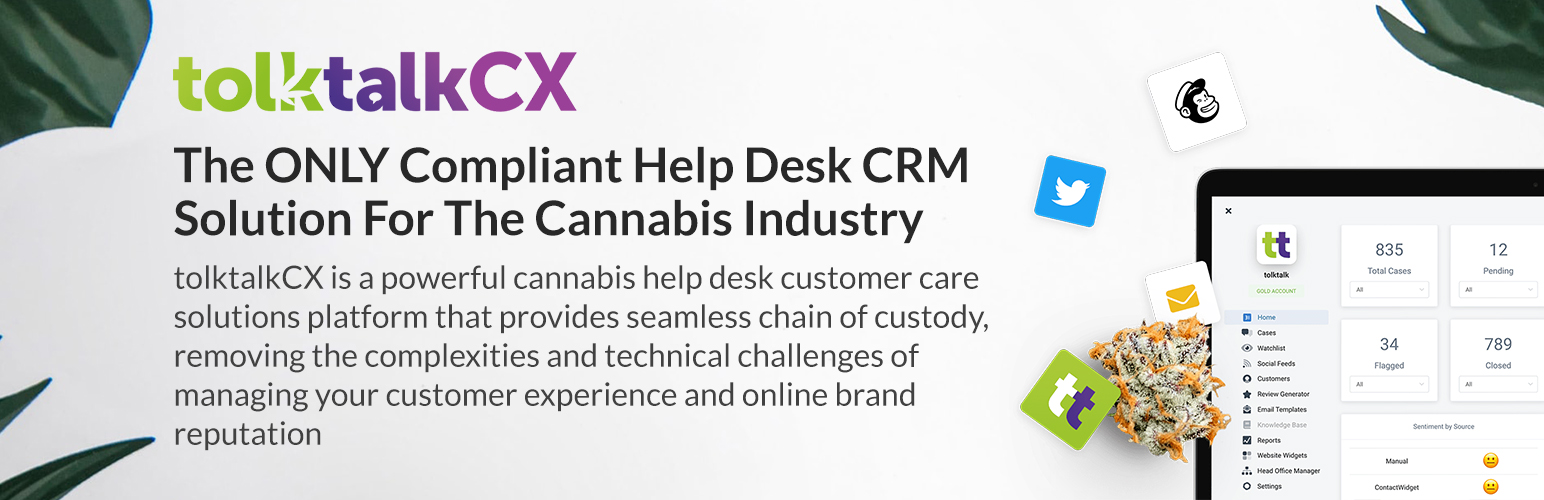 tolktalkCX
The ONLY Compliant Help Desk CRM
Solution For The Cannabis Industry
tolktalkCX is a powerful cannabis help desk customer care
solutions platform that provides seamless chain of custody,
removing the complexities and technical challenges of
managing your customer experience and online brand
reputation
tt
tt
tolktalk
GOLD ACCOUNT
Home
Cases
Watchlist
Social Feeds
Customers
Review Generator
Email Templates
Knowledge Base
Reports
Website Widgets
Head Office Manager
Settings
835
Total Cases
All
12
Pending
All
34
Flagged
All
789
Closed
All
Sentiment by Source
Manual
ContactWidget